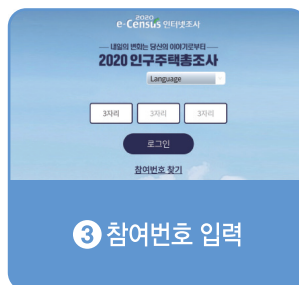 2020
e-Census 인터넷조사
내일의 변화는 당신의 이야기로부터
2020 인구주택총조사
Language
3자리 3자리 3자리
로그인
참여번호 찾기
3 참여번호 입력